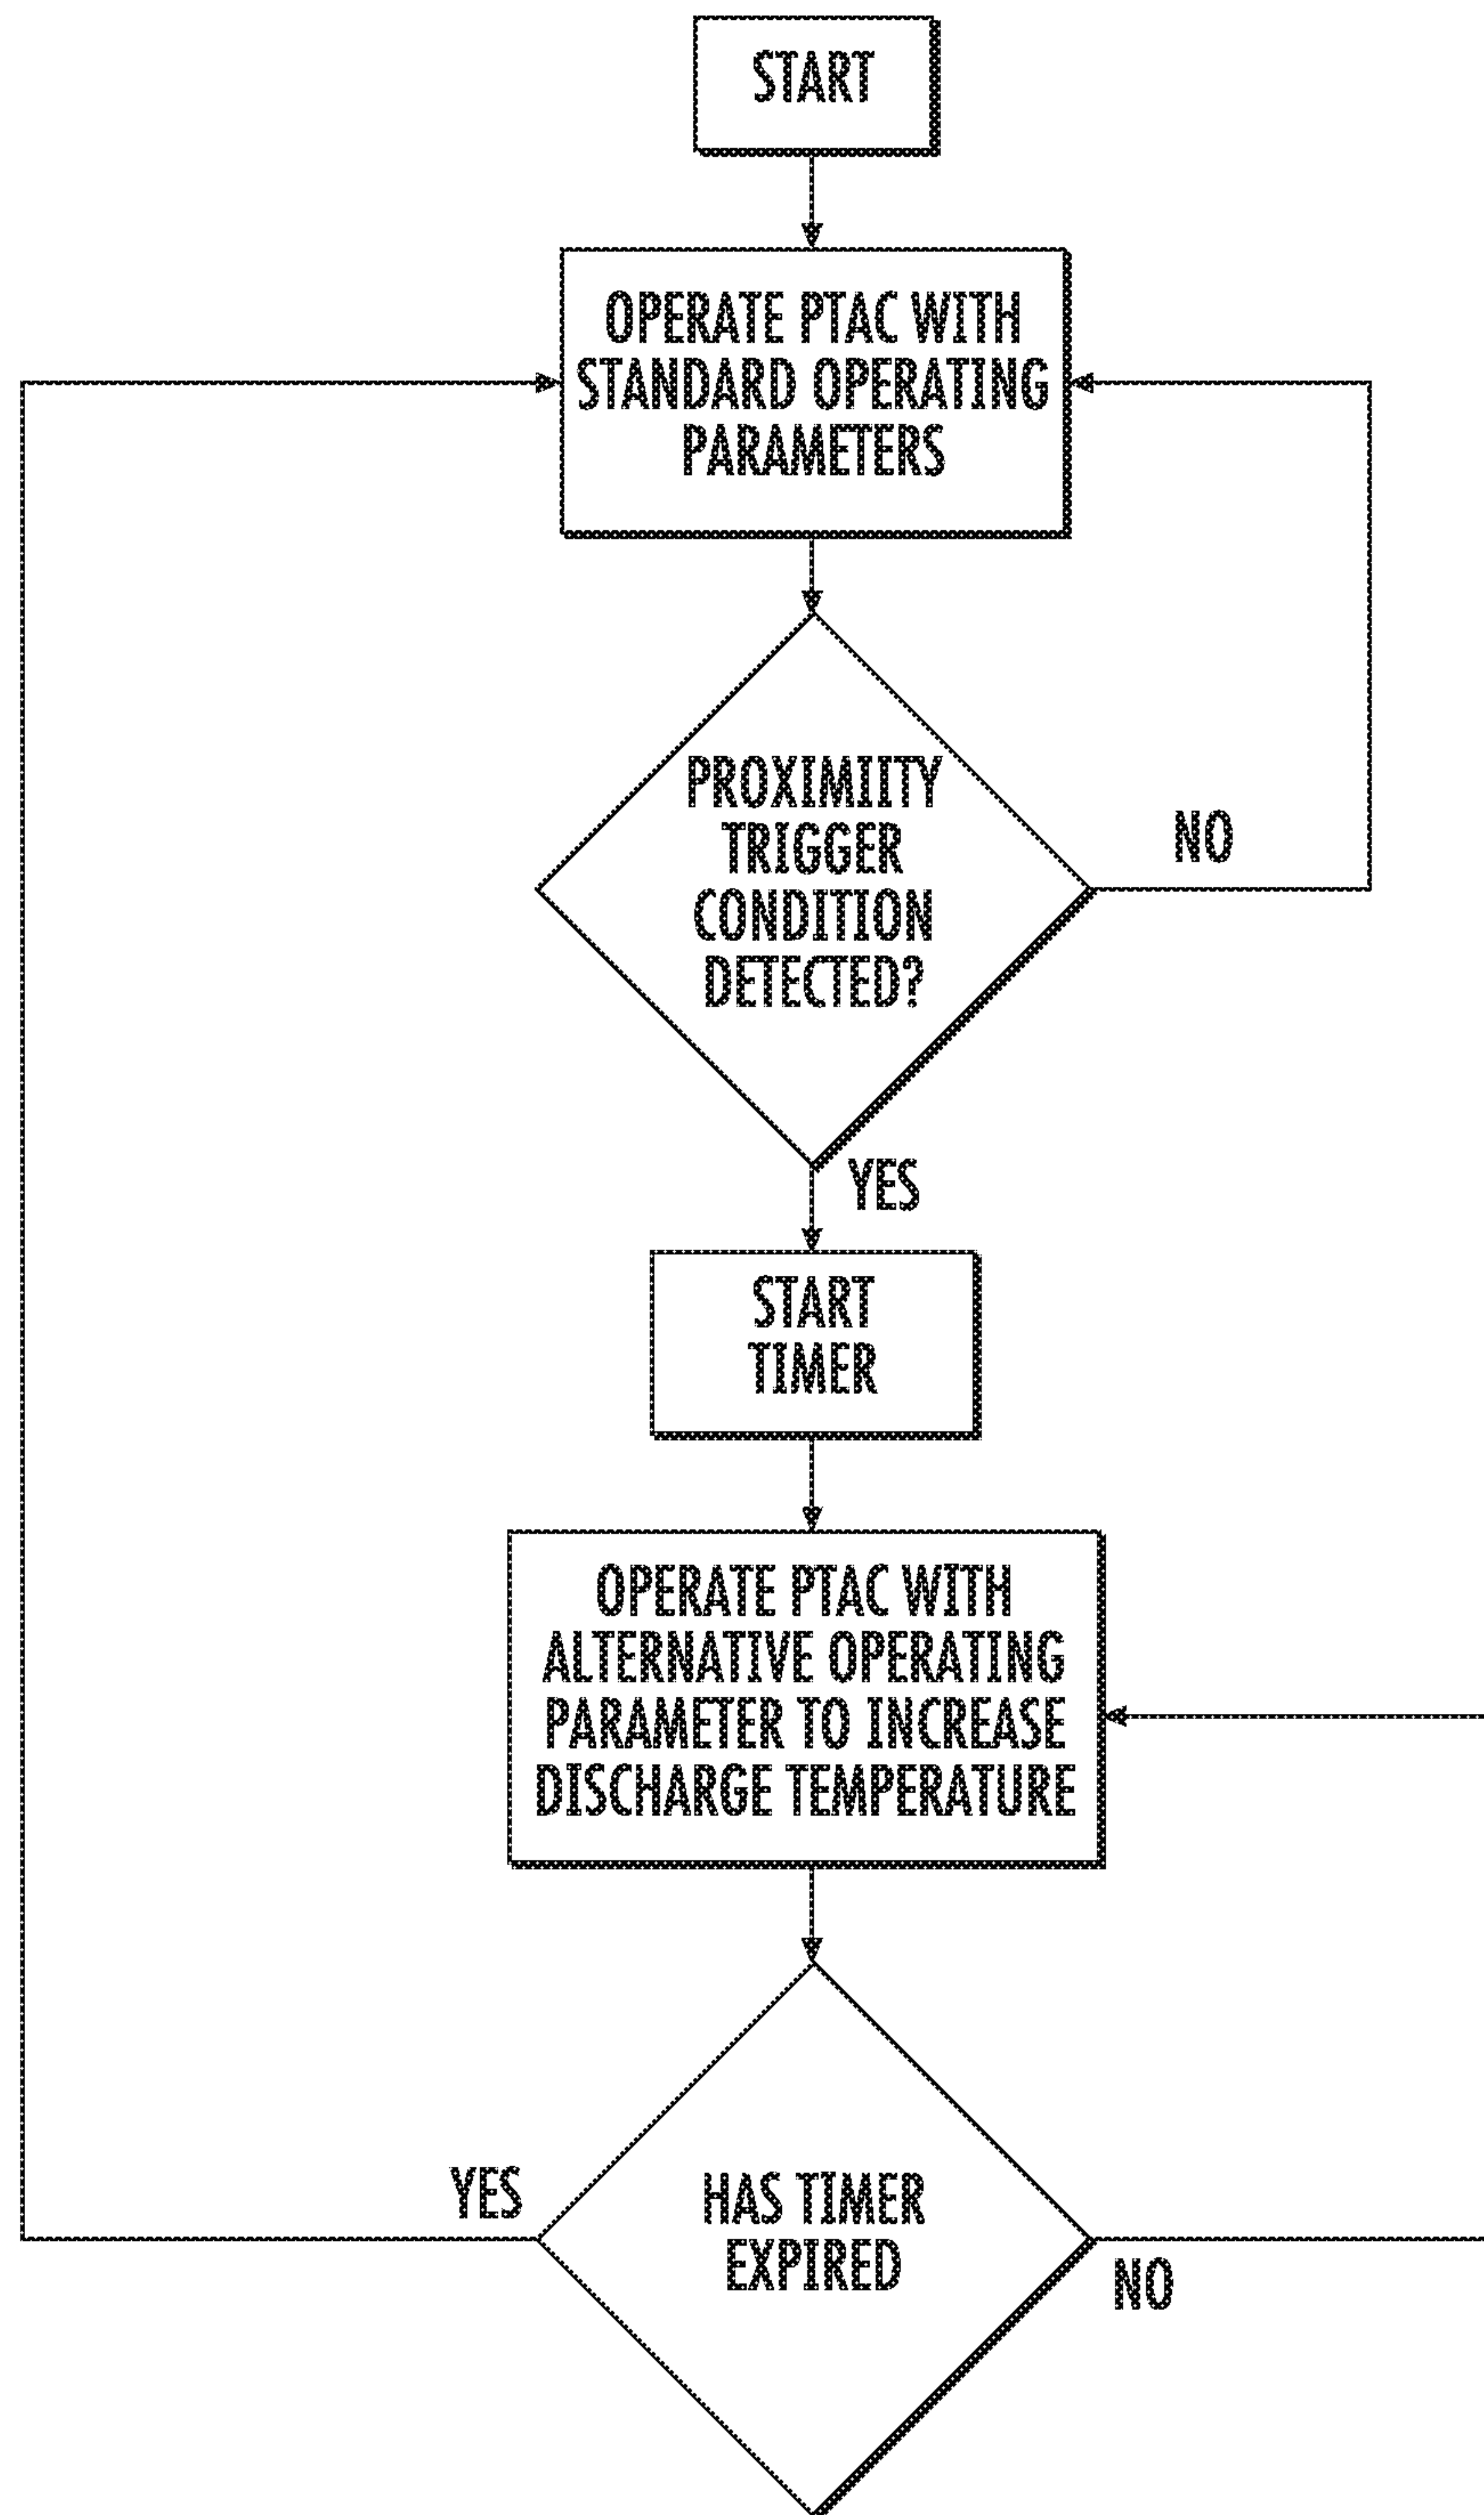 START
OPERATE PTAC WITH
STANDARD OPERATING
PARAMETERS
PROXIMIITY
TRIGGER
CONDITION
DETECTED?
NO
YES
START
TIMER
OPERATE PTAC WITH
ALTERNATIVE OPERATING
PARAMETER TO INCREASE
DISCHARGE TEMPERATURE
YES
HAS TIMER
EXPIRED
NO